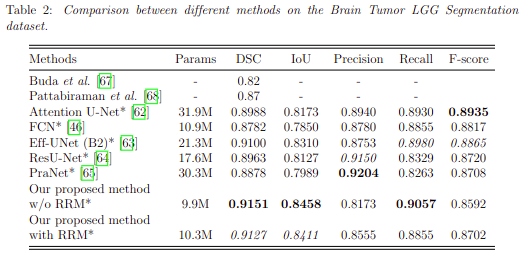 Table 2: Comparison between different methods on the Brain Tumor LGG Segmentation
dataset.
Methods Params DSC IoU Precision Recall F-score
Buda et al. [67] - 0.82 - - - -
Pattabiraman et al. [68] - 0.87 - - - -
Attention U-Net* [62] 31.9M 0.8988 0.8173 0.8940 0.8930 0.8935
FCN* [46] 10.9M 0.8782 0.7850 0.8780 0.8855 0.8817
Eff-UNet (B2)* [63] 21.3M 0.9100 0.8310 0.8753 0.8980 0.8865
ResU-Net* [64] 17.6M 0.8963 0.8127 0.9150 0.8329 0.8720
PraNet* [65] 30.3M 0.8878 0.7989 0.9204 0.8263 0.8708
Our proposed method
w/o RRM* 9.9M 0.9151 0.8458 0.8173 0.9057 0.8592
Our proposed method
with RRM* 10.3M 0.9127 0.8411 0.8555 0.8855 0.8702